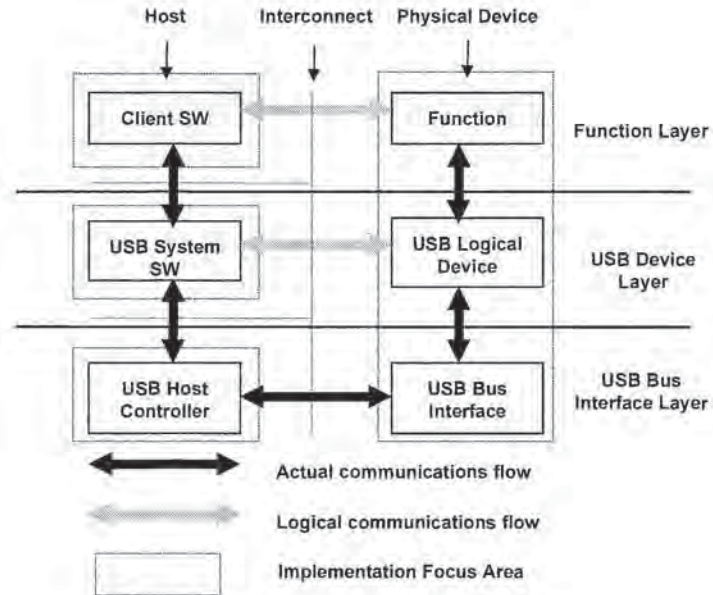 Host
Interconnect
Physical Device
Client SW
Function
Function Layer
USB System
SW
USB Logical
Device
USB Device
Layer
USB Host
Controller
USB Bus
Interface
USB Bus
Interface Layer
Actual communications flow
Logical communications flow
Implementation Focus Area